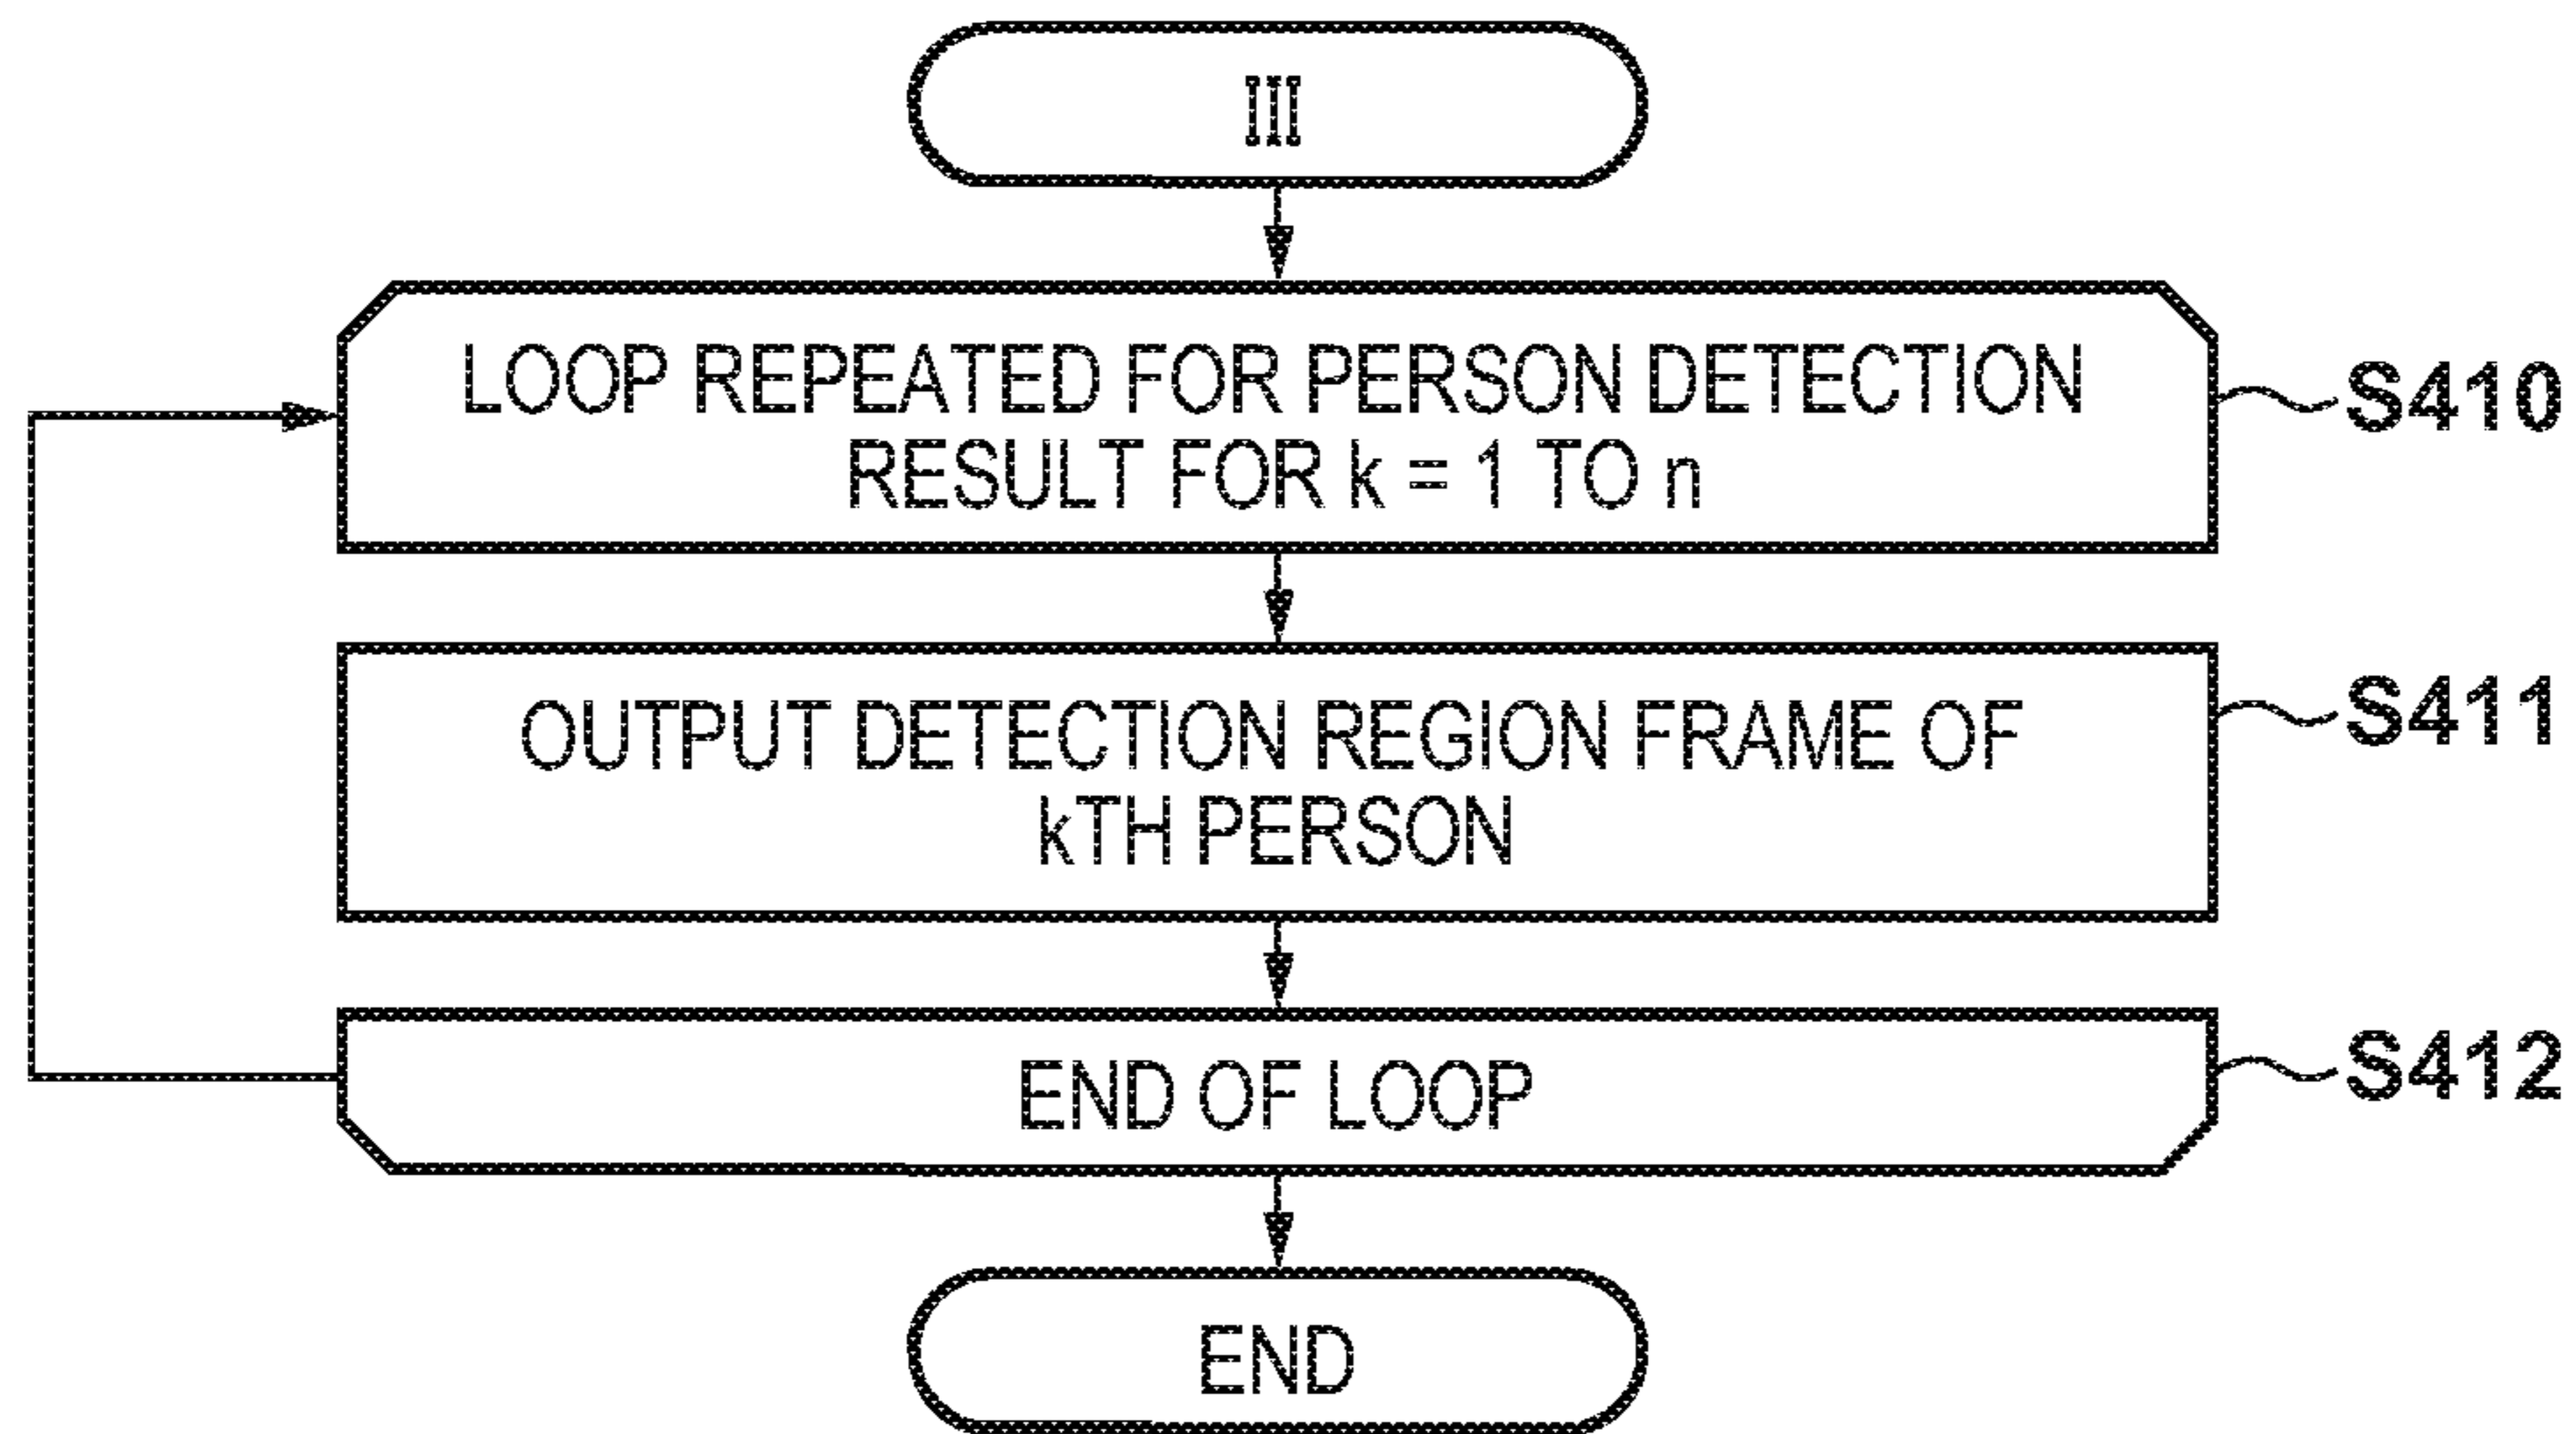 III
LOOP REPEATED FOR PERSON DETECTION
RESULT FOR k = 1 TO n
S410
OUTPUT DETECTION REGION FRAME OF
kTH PERSON
S411
END OF LOOP
S412
END